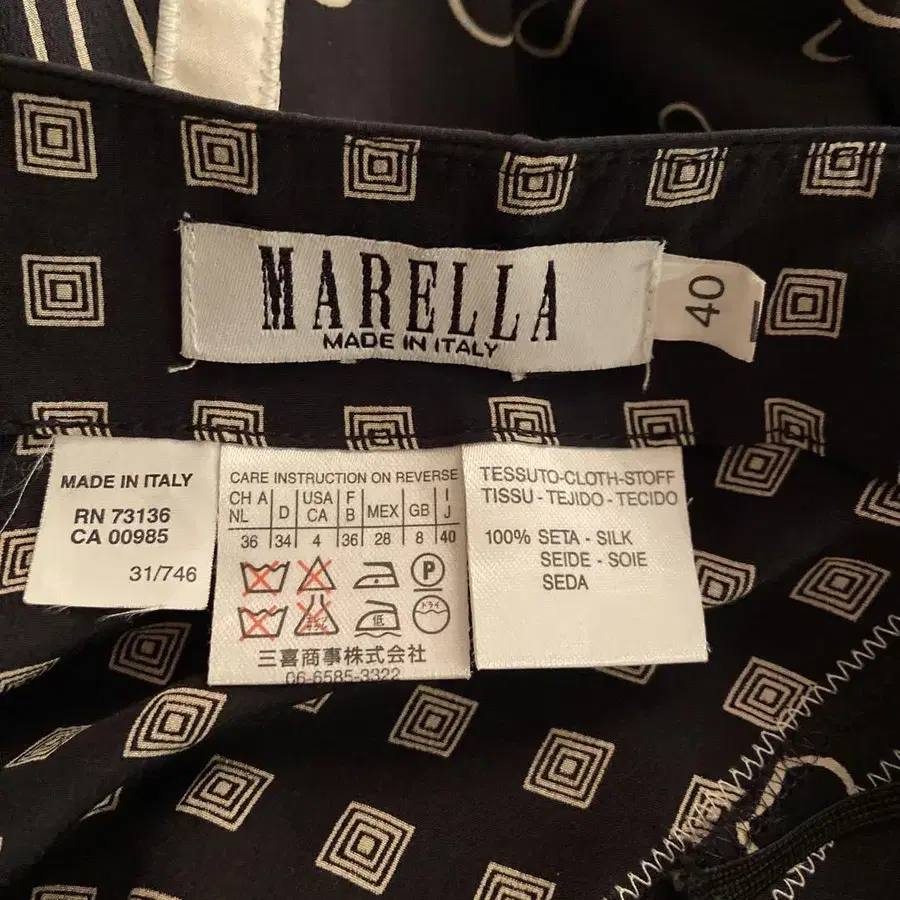 MARELLA
MADE IN ITALY
40
MADE IN ITALY
RN 73136
CA 00985
31/746
CARE INSTRUCTION ON REVERSE
CH A D USA F MEX GB I
NL CA B J
36 34 4 36 28 8 40
P
低 ドライ
三喜商事株式会社
06-6585-3322
TESSUTO-CLOTH-STOFF
TISSU - TEJIDO - TECIDO
100% SETA - SILK
SEIDE - SOIE
SEDA